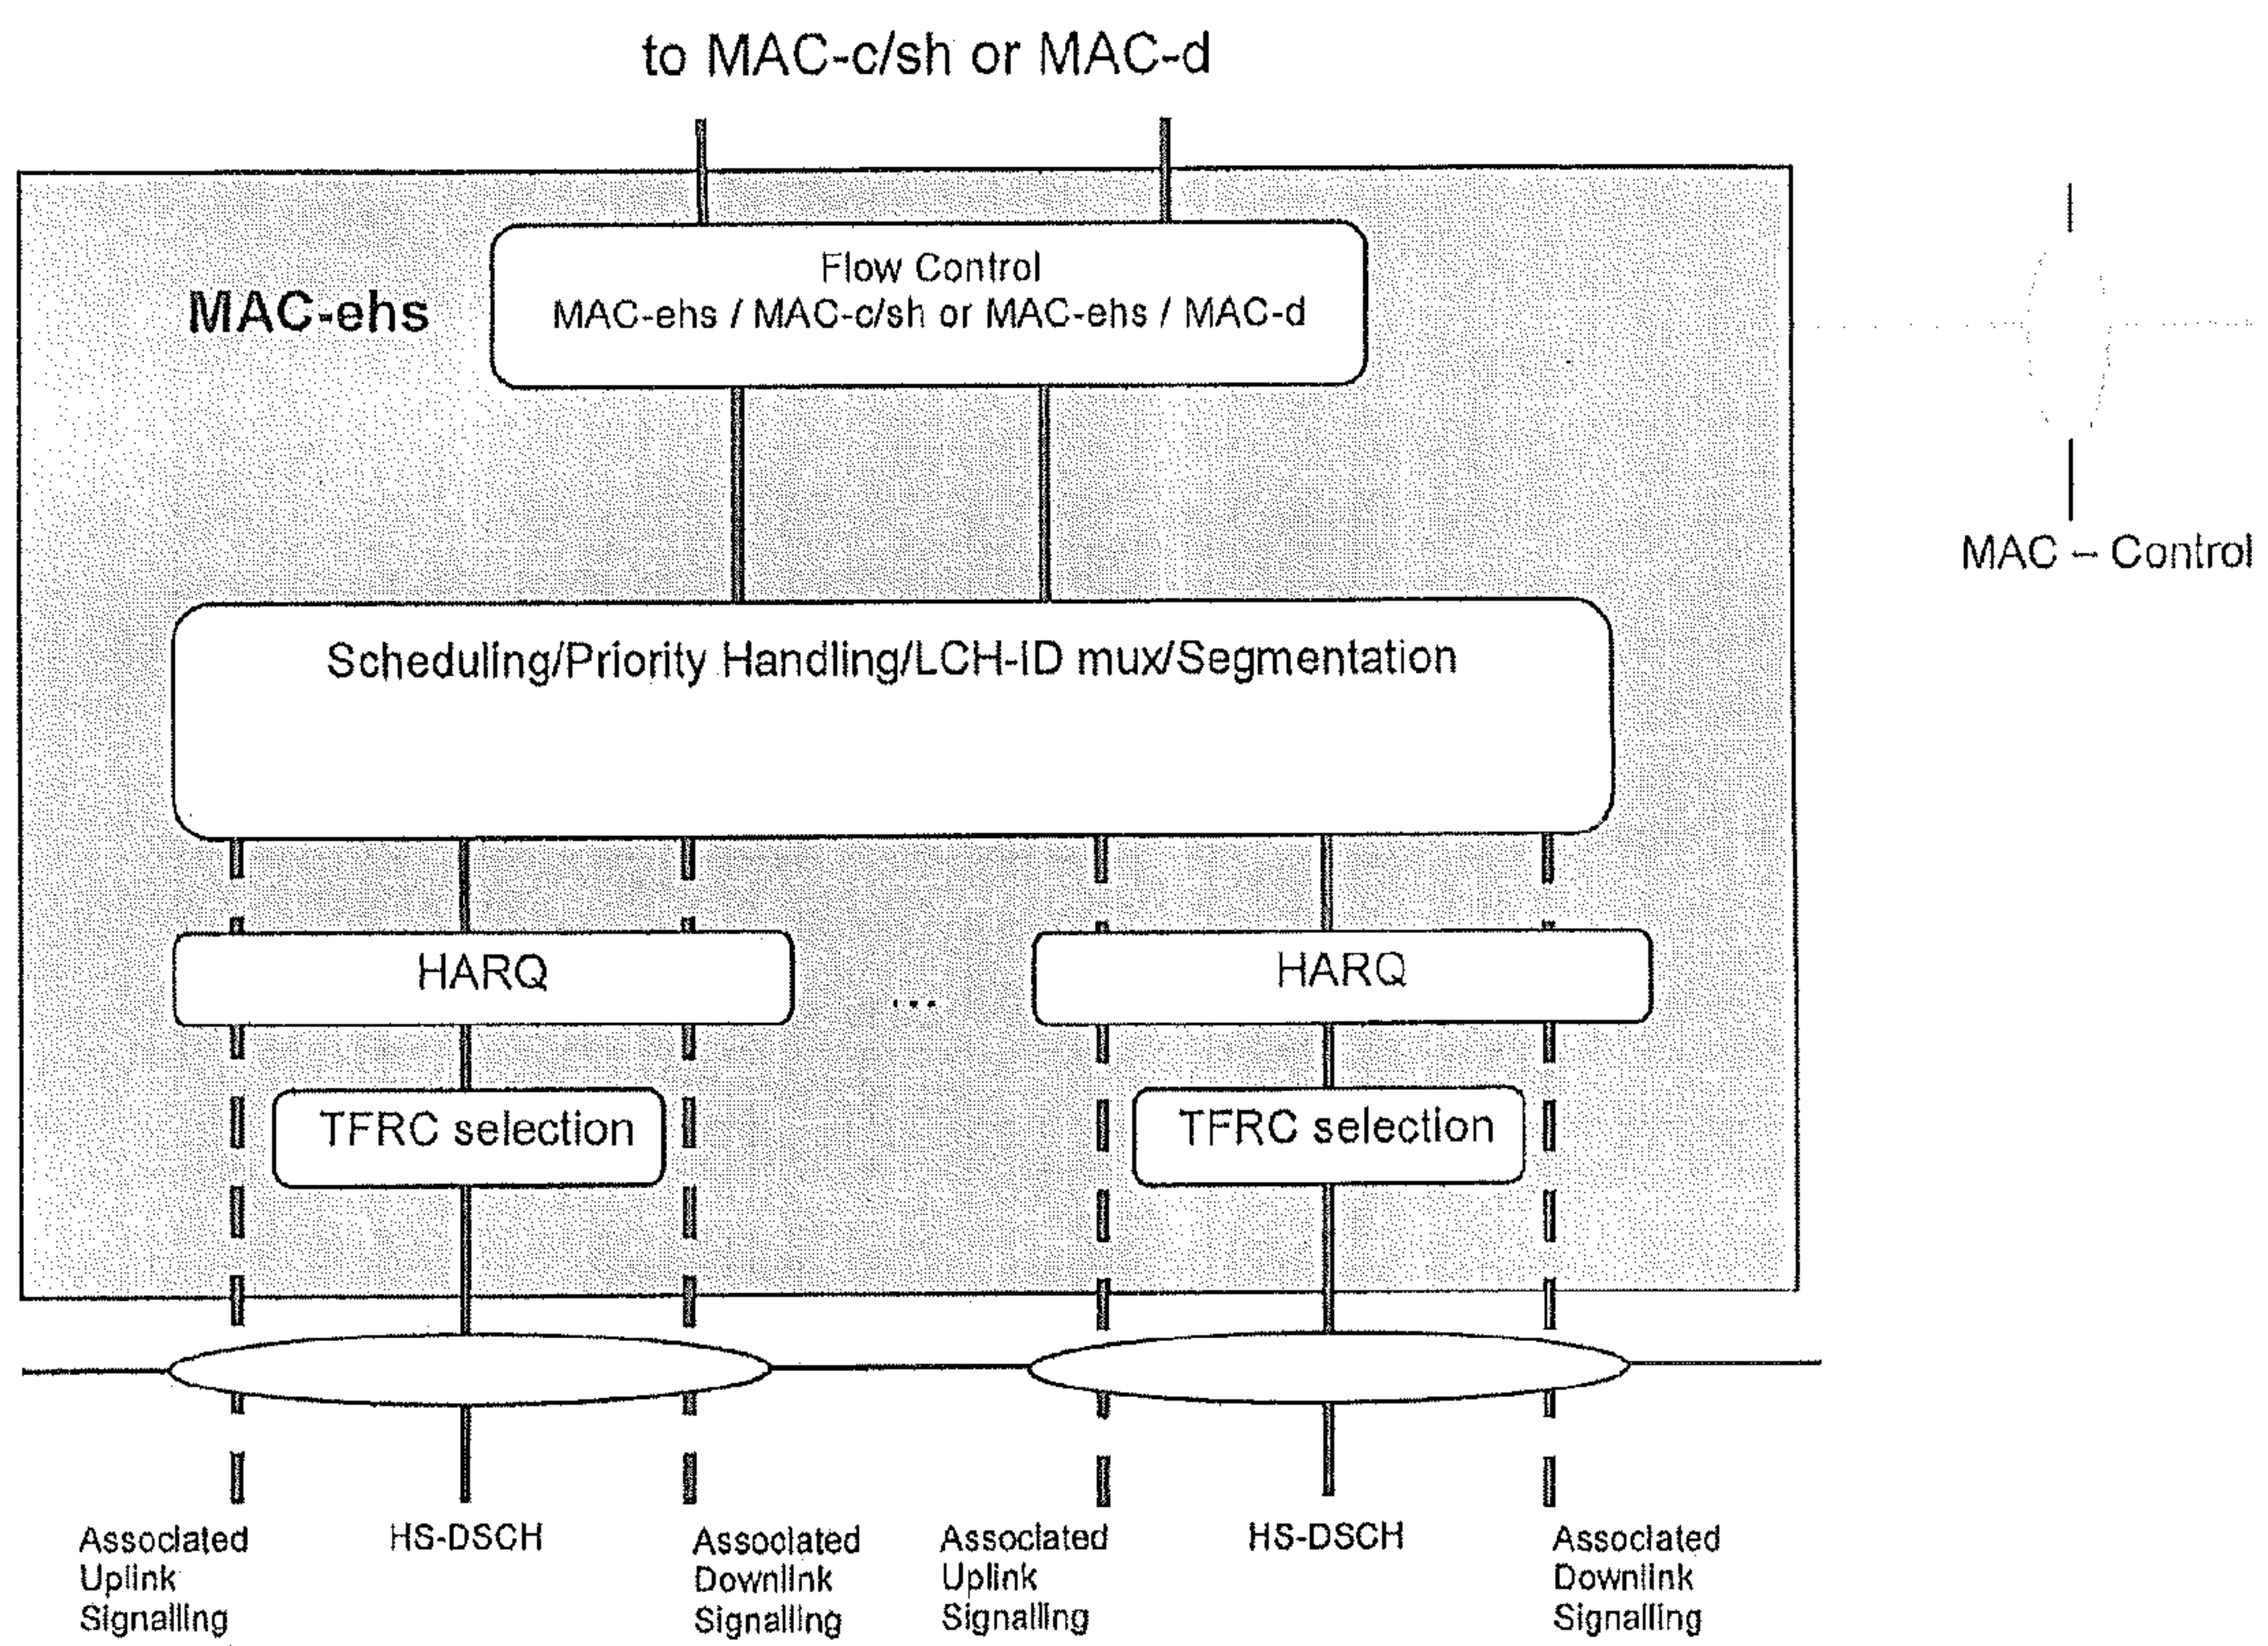 to MAC-c/sh or MAC-d
Flow Control
MAC-ehs / MAC-c/sh or MAC-ehs / MAC-d
MAC-ehs
MAC – Control
Scheduling/Priority Handling/LCH-ID mux/Segmentation
HARQ
...
HARQ
TFRC selection
TFRC selection
Associated
Uplink
Signalling
HS-DSCH
Associated
Downlink
Signalling
Associated
Uplink
Signalling
HS-DSCH
Associated
Downlink
Signalling